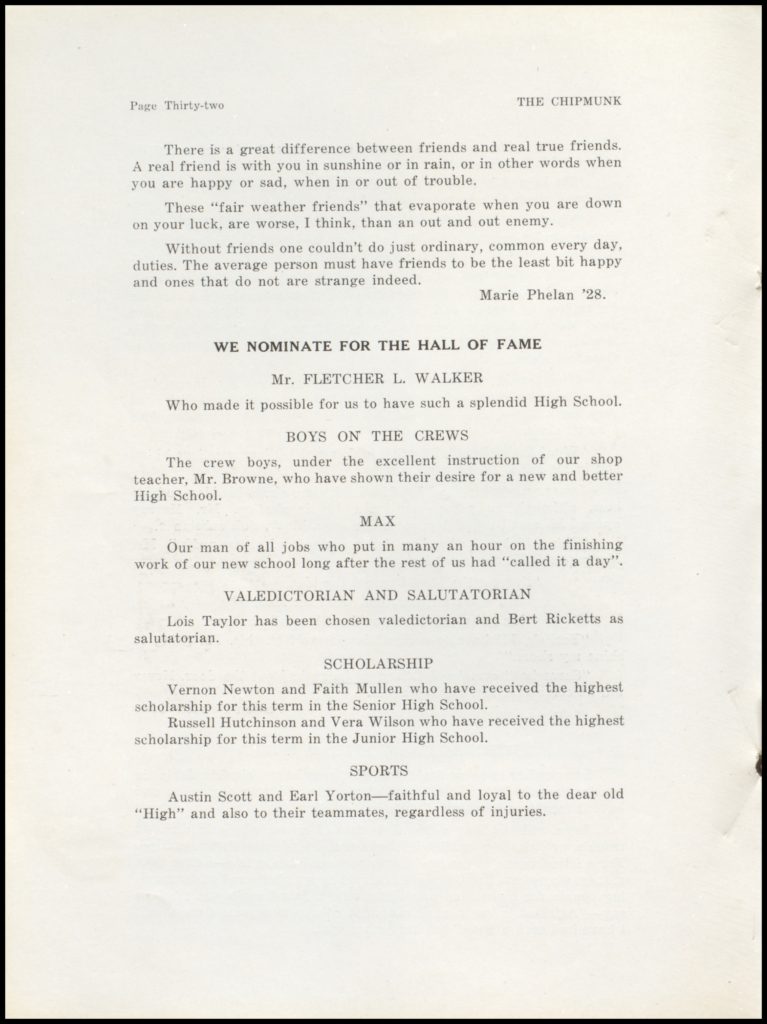 Page Thirty-two
THE CHIPMUNK
There is a great difference between friends and real true friends.
A real friend is with you in sunshine or in rain, or in other words when
you are happy or sad, when in or out of trouble.
These "fair weather friends" that evaporate when you are down
on your luck, are worse, I think, than an out and out enemy.
Without friends one couldn't do just ordinary, common every day,
duties. The average person must have friends to be the least bit happy
and ones that do not are strange indeed.
Marie Phelan '28.
WE NOMINATE FOR THE HALL OF FAME
Mr. FLETCHER L. WALKER
Who made it possible for us to have such a splendid High School.
BOYS ON THE CREWS
The crew boys, under the excellent instruction of our shop
teacher, Mr. Browne, who have shown their desire for a new and better
High School.
MAX
Our man of all jobs who put in many an hour on the finishing
work of our new school long after the rest of us had "called it a day".
VALEDICTORIAN AND SALUTATORIAN
Lois Taylor has been chosen valedictorian and Bert Ricketts as
salutatorian.
SCHOLARSHIP
Vernon Newton and Faith Mullen who have received the highest
scholarship for this term in the Senior High School.
Russell Hutchinson and Vera Wilson who have received the highest
scholarship for this term in the Junior High School.
SPORTS
Austin Scott and Earl Yorton—faithful and loyal to the dear old
"High" and also to their teammates, regardless of injuries.